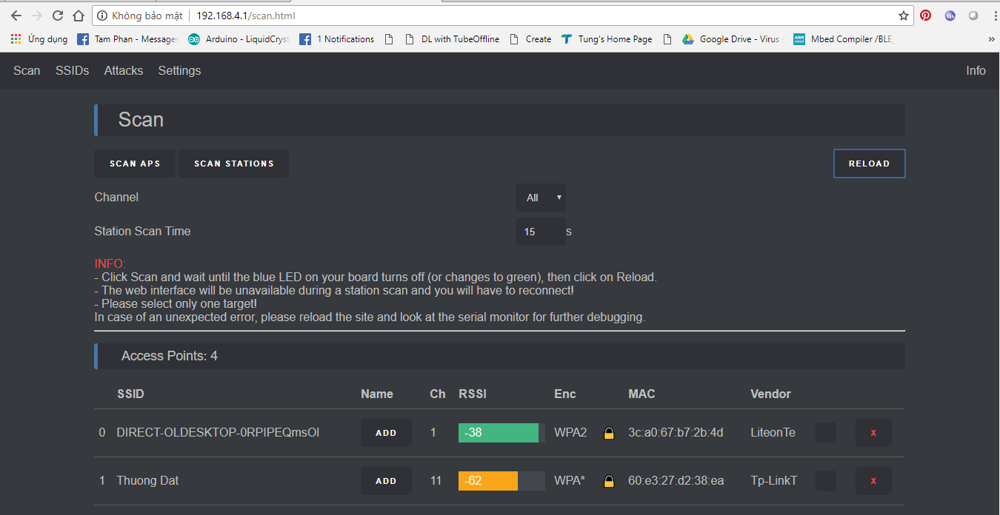 Không bảo mật 192.168.4.1/scan.html
Ứng dụng Tam Phan - Messages Arduino - LiquidCryst 1 Notifications DL with TubeOffline Create Tung's Home Page Google Drive - Virus Mbed Compiler /BLE_ »
Scan SSIDs Attacks Settings Info
Scan
SCAN APS SCAN STATIONS RELOAD
Channel All
Station Scan Time 15 s
INFO:
- Click Scan and wait until the blue LED on your board turns off (or changes to green), then click on Reload.
- The web interface will be unavailable during a station scan and you will have to reconnect!
- Please select only one target!
In case of an unexpected error, please reload the site and look at the serial monitor for further debugging.
Access Points: 4
SSID Name Ch RSSI Enc MAC Vendor
0 DIRECT-OLDESKTOP-0RPIPEQmsOl ADD 1 -38 WPA2 3c:a0:67:b7:2b:4d LiteonTe X
1 Thuong Dat ADD 11 -62 WPA* 60:e3:27:d2:38:ea Tp-LinkT X